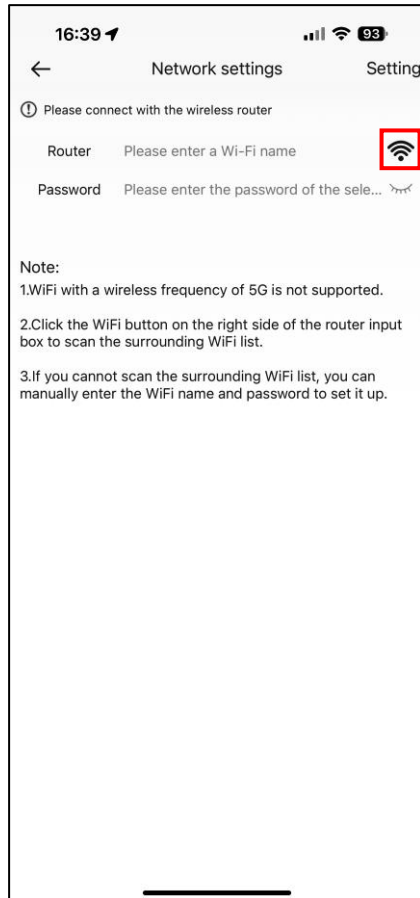 16:39 93
Network settings Setting
Please connect with the wireless router
Router Please enter a Wi-Fi name
Password Please enter the password of the sele...
Note:
1.WiFi with a wireless frequency of 5G is not supported.
2.Click the WiFi button on the right side of the router input
box to scan the surrounding WiFi list.
3.If you cannot scan the surrounding WiFi list, you can
manually enter the WiFi name and password to set it up.